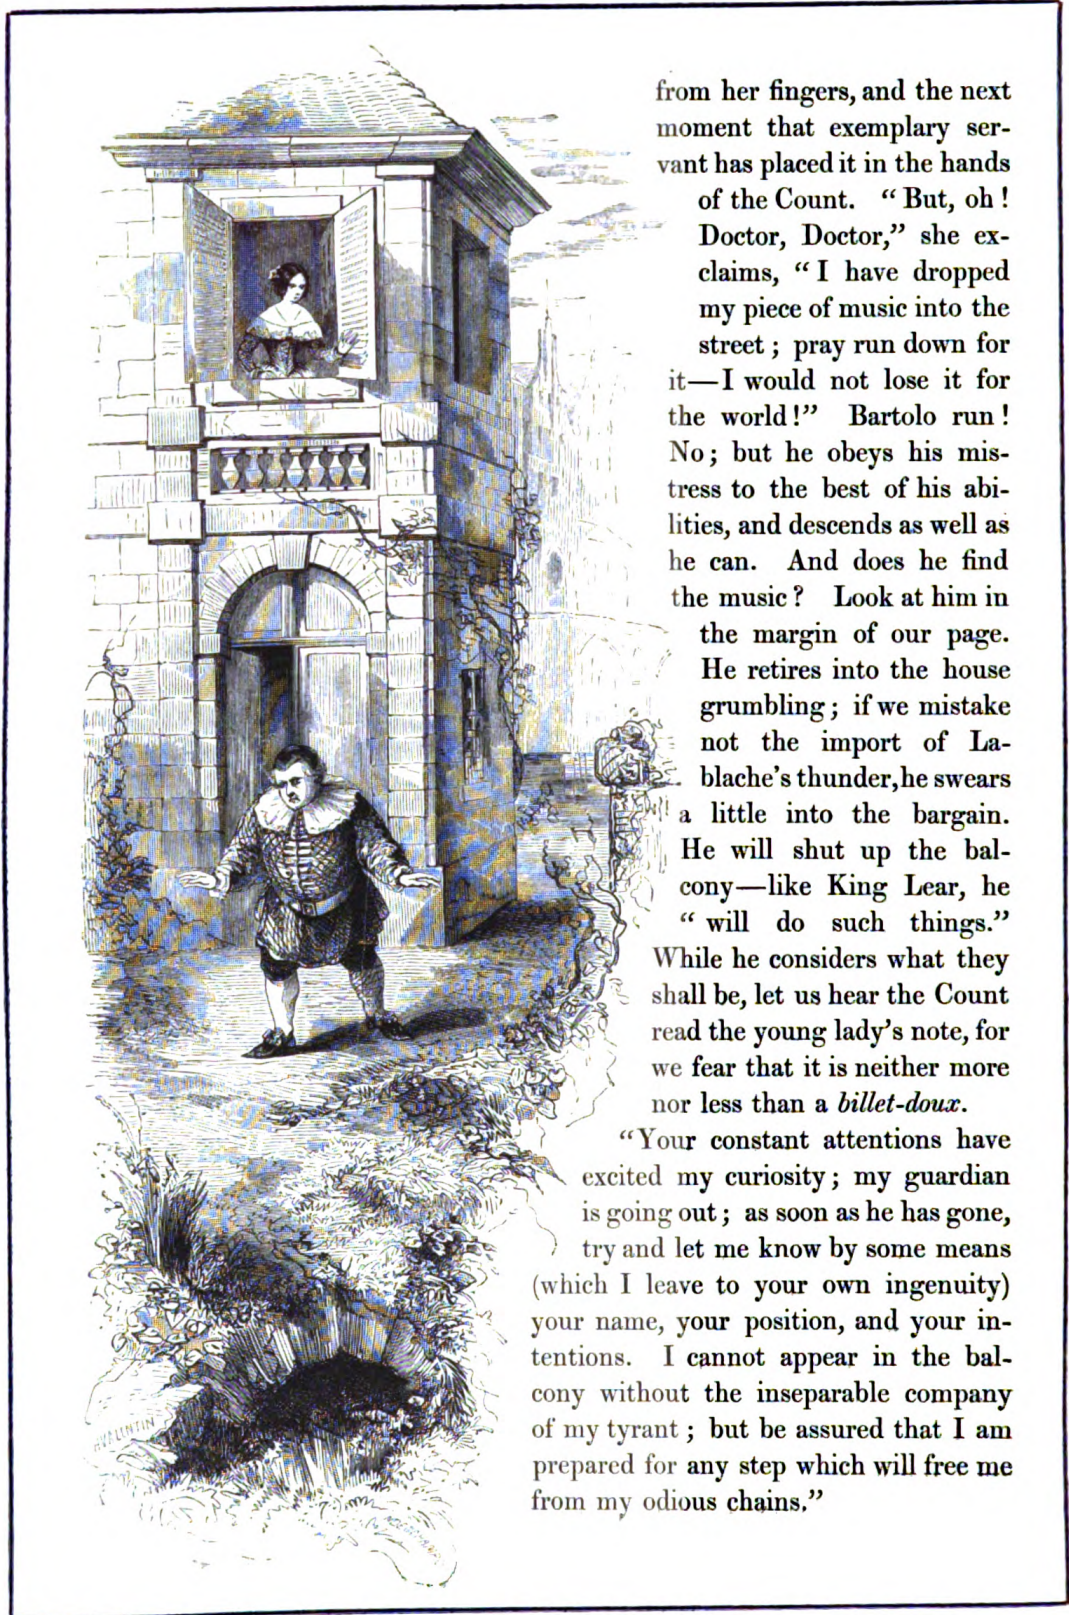 from her fingers, and the next
moment that exemplary ser-
vant has placed it in the hands
of the Count. “ But, oh !
Doctor, Doctor,” she ex-
claims, “ I have dropped
my piece of music into the
street ; pray run down for
it—I would not lose it for
the world !” Bartolo run !
No ; but he obeys his mis-
tress to the best of his abi-
lities, and descends as well as
he can. And does he find
the music ? Look at him in
the margin of our page.
He retires into the house
grumbling ; if we mistake
not the import of La-
blache’s thunder, he swears
a little into the bargain.
He will shut up the bal-
cony—like King Lear, he
“ will do such things.”
While he considers what they
shall be, let us hear the Count
read the young lady’s note, for
we fear that it is neither more
nor less than a billet-doux.
“Your constant attentions have
excited my curiosity ; my guardian
is going out ; as soon as he has gone,
try and let me know by some means
(which I leave to your own ingenuity)
your name, your position, and your in-
tentions. I cannot appear in the bal-
cony without the inseparable company
of my tyrant ; but be assured that I am
prepared for any step which will free me
from my odious chains.”
H VALENTIN